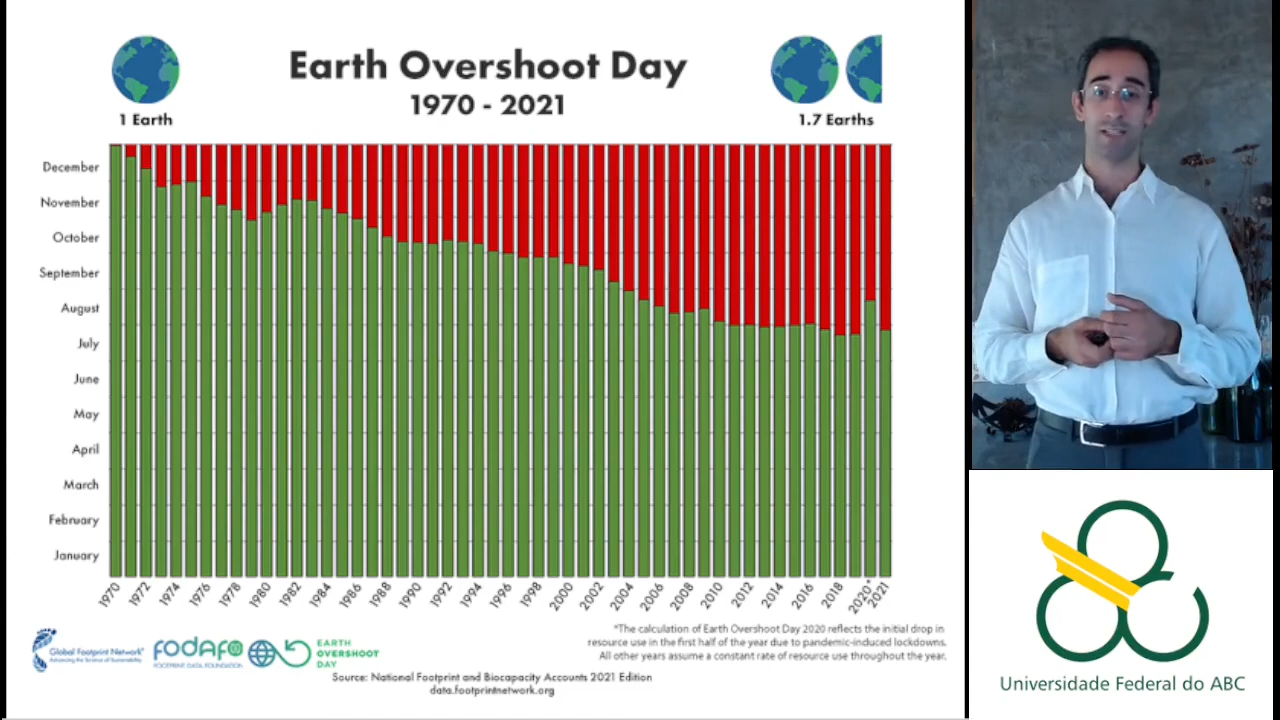 Earth Overshoot Day
1970 - 2021
1 Earth
1.7 Earths
December
November
October
September
August
July
June
May
April
March
February
January
1970
1972
1974
1976
1978
1980
1982
1984
1986
1988
1990
1992
1994
1996
1998
2000
2002
2004
2006
2008
2010
2012
2014
2016
2018
2020*
2021
*The calculation of Earth Overshoot Day 2020 reflects the initial drop in
resource use in the first half of the year due to pandemic-induced lockdowns.
All other years assume a constant rate of resource use throughout the year.
Global Footprint Network®
Advancing the Science of Sustainability
FODAFO
FOOTPRINT DATA FOUNDATION
EARTH
OVERSHOOT
DAY
Source: National Footprint and Biocapacity Accounts 2021 Edition
data.footprintnetwork.org
Universidade Federal do ABC